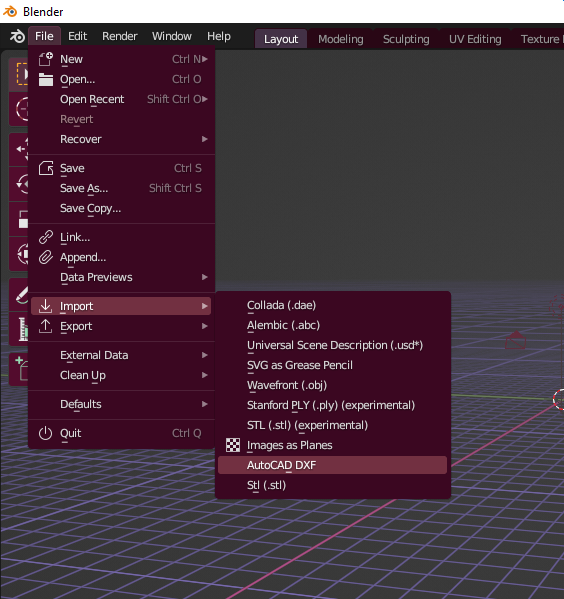 Blender
File Edit Render Window Help Layout Modeling Sculpting UV Editing Texture
New Ctrl N
Open... Ctrl O
Open Recent Shift Ctrl O
Revert
Recover
Save Ctrl S
Save As... Shift Ctrl S
Save Copy...
Link...
Append...
Data Previews
Import
Export
External Data
Clean Up
Defaults
Quit Ctrl Q
Collada (.dae)
Alembic (.abc)
Universal Scene Description (.usd*)
SVG as Grease Pencil
Wavefront (.obj)
Stanford PLY (.ply) (experimental)
STL (.stl) (experimental)
Images as Planes
AutoCAD DXF
Stl (.stl)